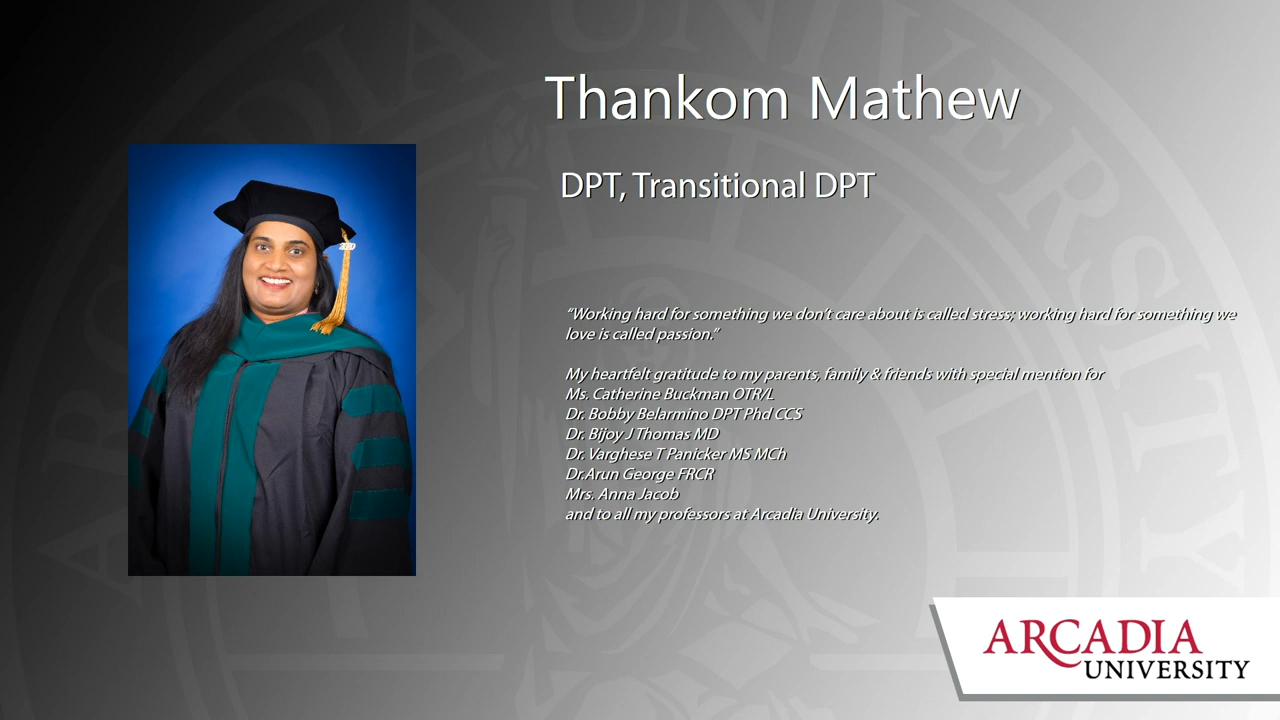 Thankom Mathew
DPT, Transitional DPT
“Working hard for something we don’t care about is called stress; working hard for something we
love is called passion.”
My heartfelt gratitude to my parents, family & friends with special mention for
Ms. Catherine Buckman OTR/L
Dr. Bobby Belarmino DPT Phd CCS
Dr. Bijoy J Thomas MD
Dr. Varghese T Panicker MS MCh
Dr.Arun George FRCR
Mrs. Anna Jacob
and to all my professors at Arcadia University.
ARCADIA
UNIVERSITY
ARCADIA UNIVERSITY